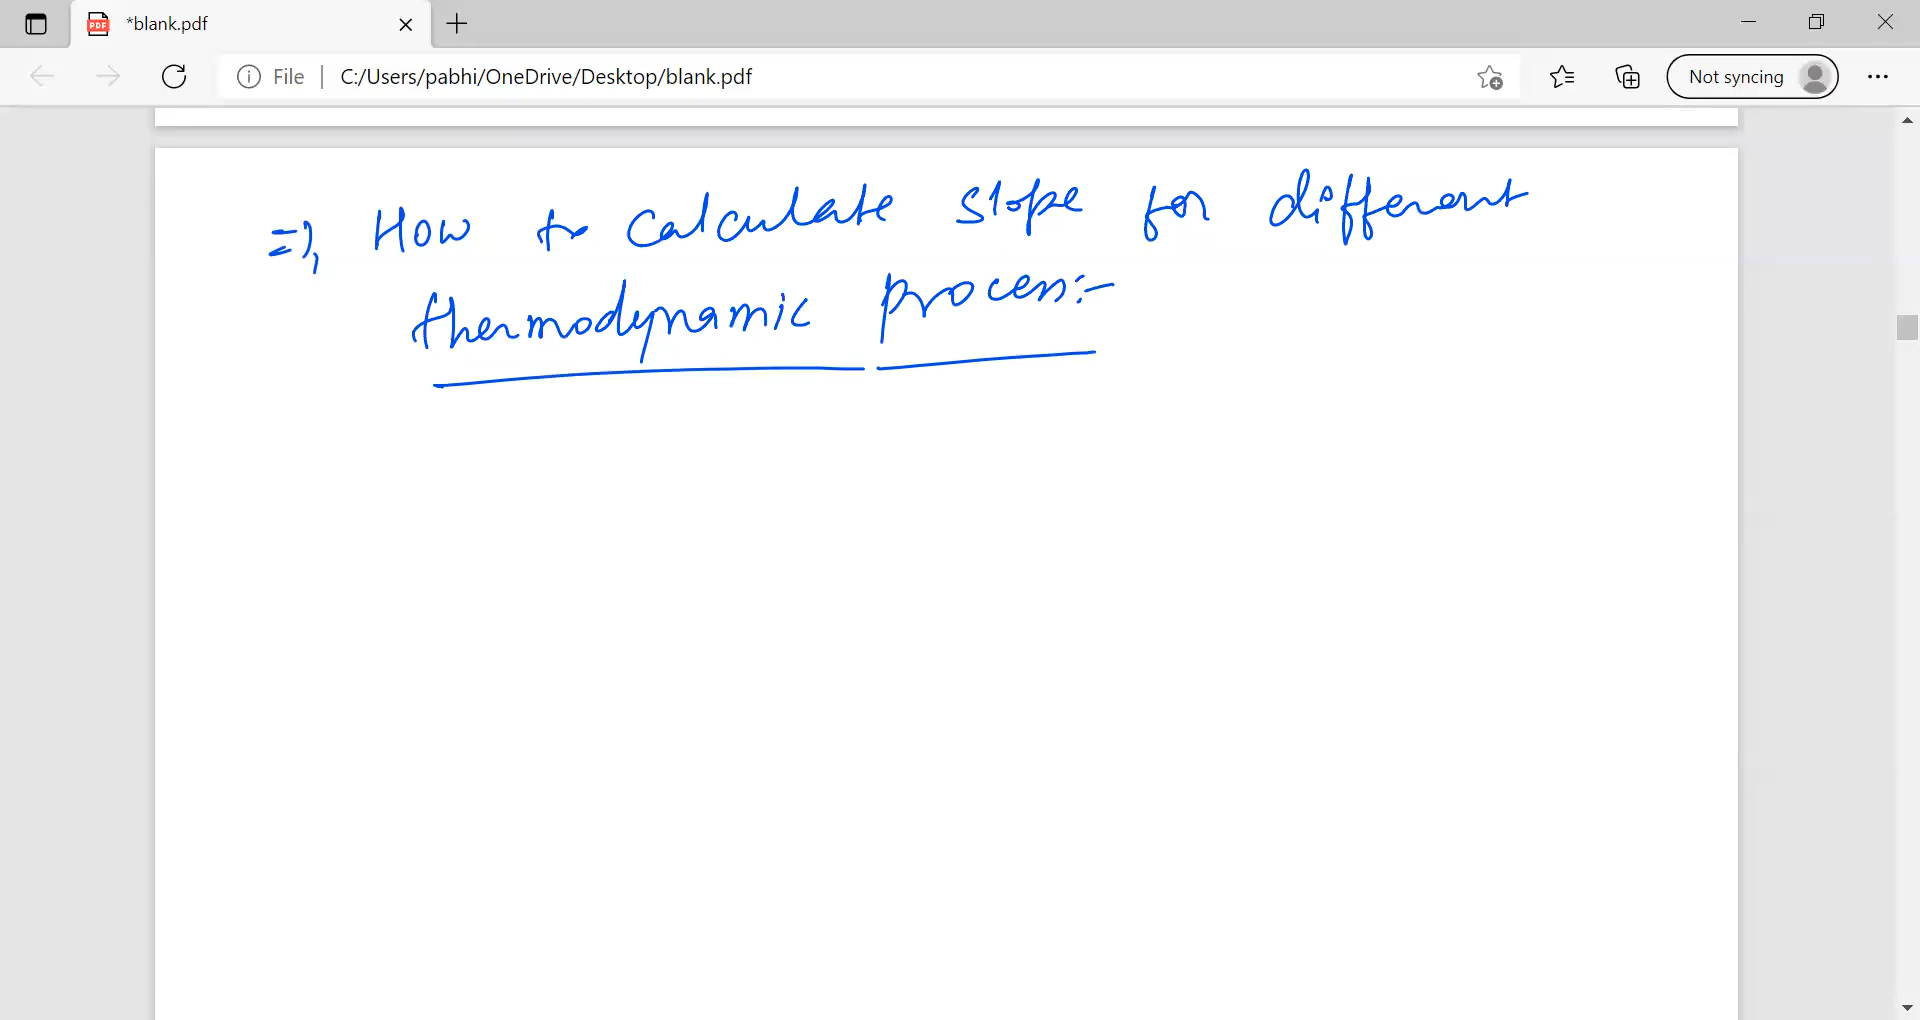 *blank.pdf
File
C:/Users/pabhi/OneDrive/Desktop/blank.pdf
Not syncing
=>, How to calculate slope for different
thermodynamic process:-